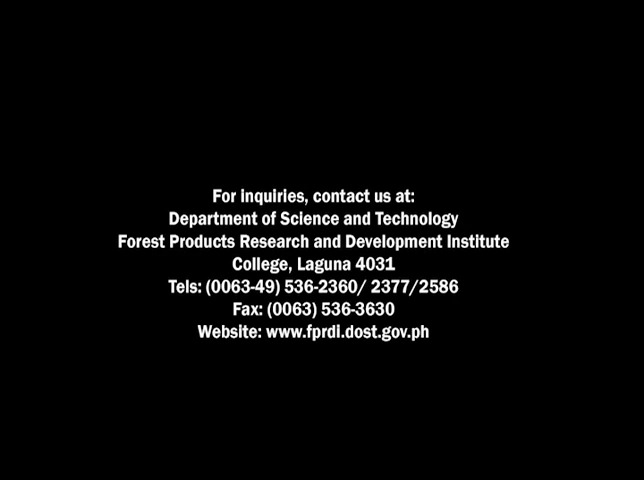 For inquiries, contact us at:
Department of Science and Technology
Forest Products Research and Development Institute
College, Laguna 4031
Tels: (0063-49) 536-2360/ 2377/2586
Fax: (0063) 536-3630
Website: www.fprdi.dost.gov.ph